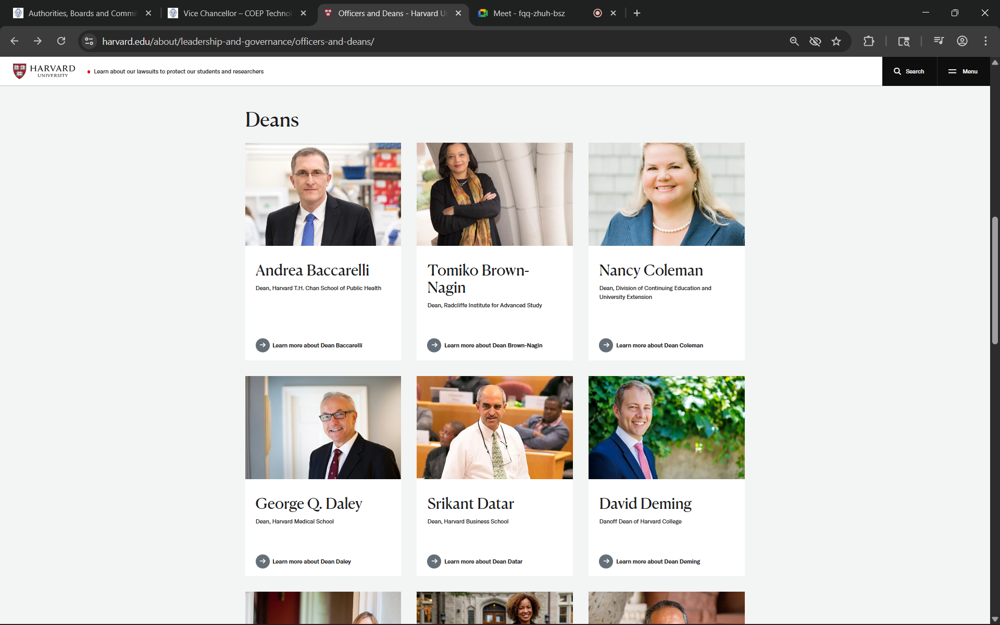 Authorities, Boards and Commi
Vice Chancellor – COEP Techno
Officers and Deans - Harvard U
Meet - fqq-zhuh-bsz
harvard.edu/about/leadership-and-governance/officers-and-deans/
HARVARD
UNIVERSITY
Learn about our lawsuits to protect our students and researchers
Search
Menu
Deans
Andrea Baccarelli
Dean, Harvard T.H. Chan School of Public Health
Learn more about Dean Baccarelli
Tomiko Brown-
Nagin
Dean, Radcliffe Institute for Advanced Study
Learn more about Dean Brown-Nagin
Nancy Coleman
Dean, Division of Continuing Education and
University Extension
Learn more about Dean Coleman
George Q. Daley
Dean, Harvard Medical School
Learn more about Dean Daley
Srikant Datar
Dean, Harvard Business School
Learn more about Dean Datar
David Deming
Danoff Dean of Harvard College
Learn more about Dean Deming